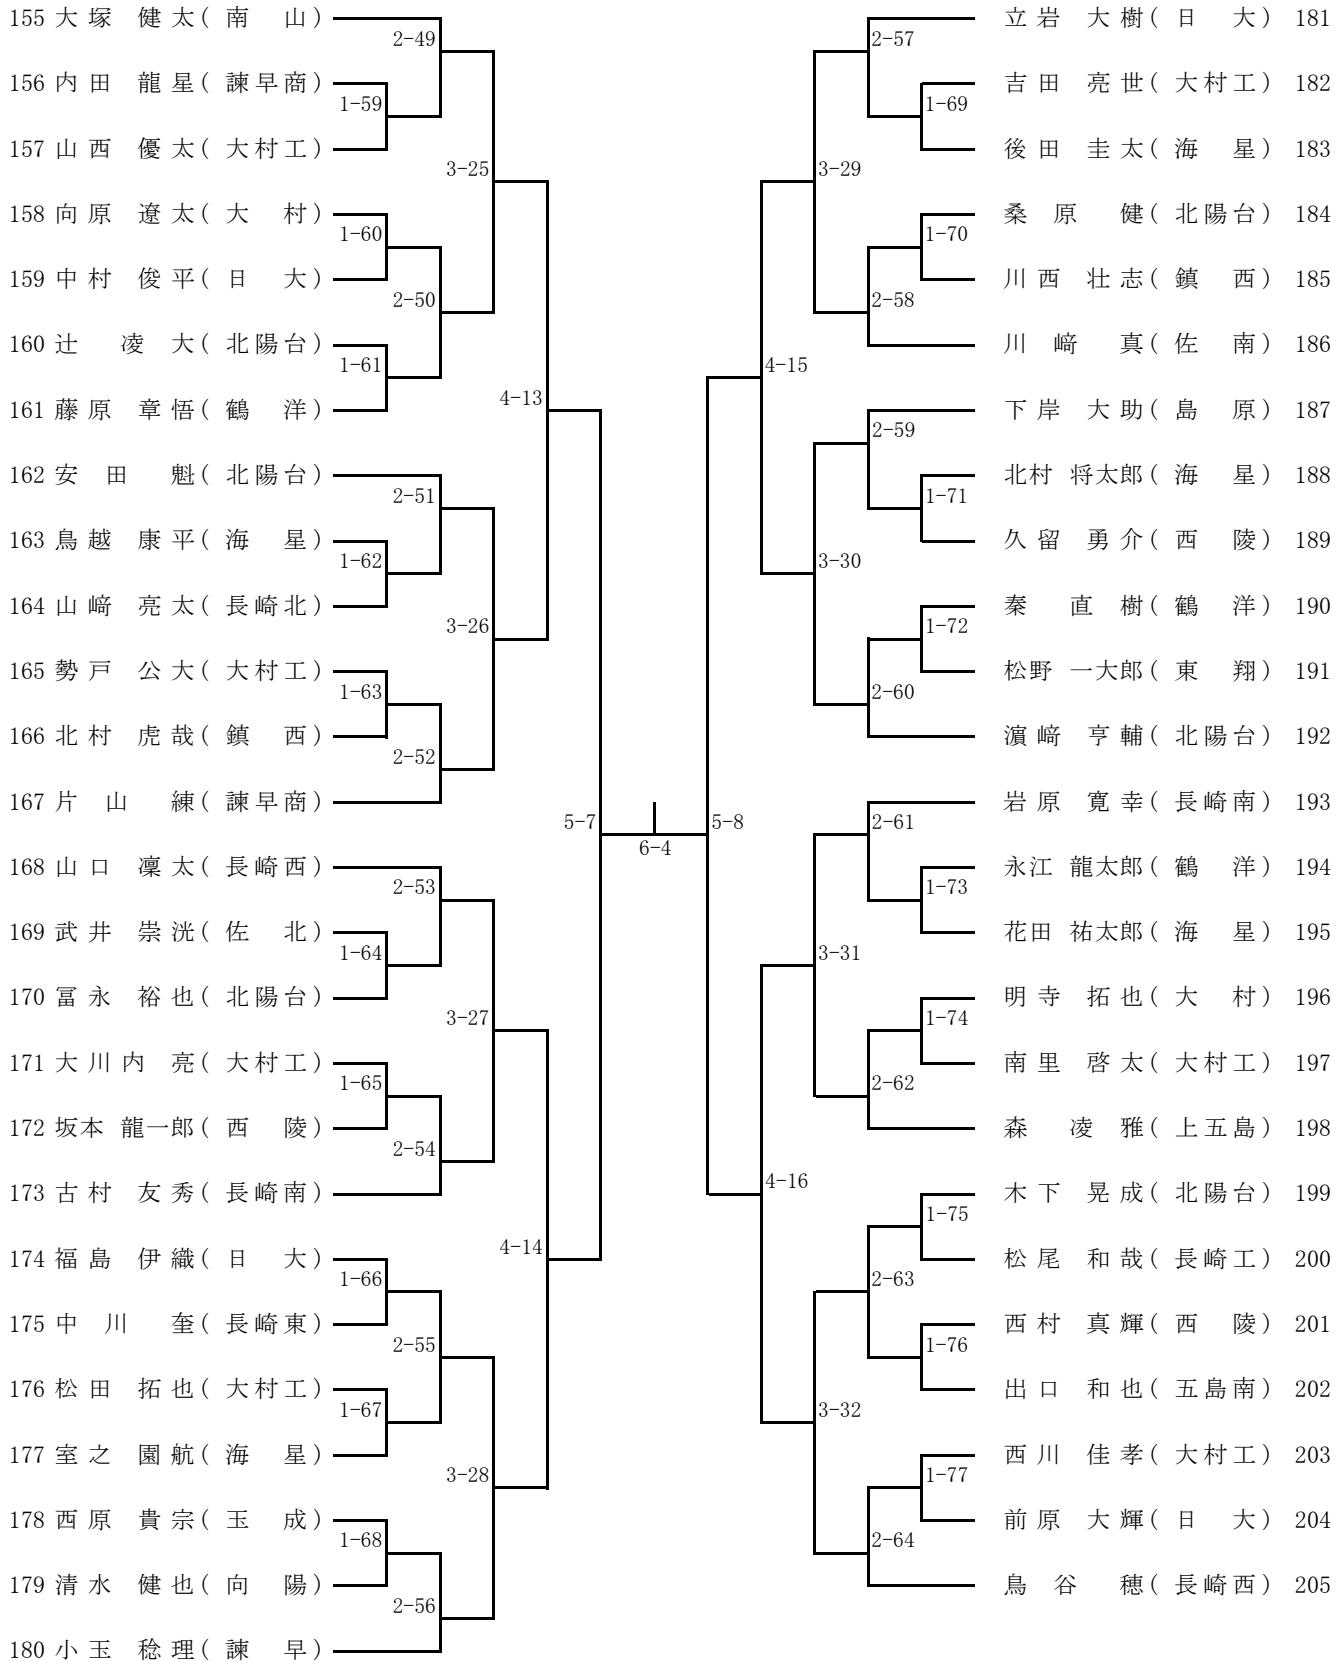 155 大塚 健太(南 山)
2-49
156 内田 龍星(諫早商)
1-59
157 山西 優太(大村工)
3-25
158 向原 遼太(大 村)
1-60
159 中村 俊平(日 大)
2-50
160 辻 凌大(北陽台)
1-61
161 藤原 章悟(鶴 洋)
4-13
162 安田 魁(北陽台)
2-51
163 鳥越 康平(海 星)
1-62
164 山﨑 亮太(長崎北)
3-26
165 勢戸 公大(大村工)
1-63
166 北村 虎哉(鎮 西)
2-52
167 片山 練(諫早商)
5-7
168 山口 凜太(長崎西)
2-53
169 武井 崇洸(佐 北)
1-64
170 冨永 裕也(北陽台)
3-27
171 大川内 亮(大村工)
1-65
172 坂本 龍一郎(西 陵)
2-54
173 古村 友秀(長崎南)
4-14
174 福島 伊織(日 大)
1-66
175 中川 奎(長崎東)
2-55
176 松田 拓也(大村工)
1-67
177 室之園航(海 星)
3-28
178 西原 貴宗(玉 成)
1-68
179 清水 健也(向 陽)
2-56
180 小玉 稔理(諫 早)
6-4
立岩 大樹(日 大) 181
2-57
吉田 亮世(大村工) 182
1-69
後田 圭太(海 星) 183
3-29
桑原 健(北陽台) 184
1-70
川西 壮志(鎮 西) 185
2-58
川﨑 真(佐 南) 186
4-15
下岸 大助(島 原) 187
2-59
北村 将太郎(海 星) 188
1-71
久留 勇介(西 陵) 189
3-30
秦 直樹(鶴 洋) 190
1-72
松野 一大郎(東 翔) 191
2-60
濵﨑 亨輔(北陽台) 192
5-8
岩原 寛幸(長崎南) 193
2-61
永江 龍太郎(鶴 洋) 194
1-73
花田 祐太郎(海 星) 195
3-31
明寺 拓也(大 村) 196
1-74
南里 啓太(大村工) 197
2-62
森 凌雅(上五島) 198
4-16
木下 晃成(北陽台) 199
1-75
松尾 和哉(長崎工) 200
2-63
西村 真輝(西 陵) 201
1-76
出口 和也(五島南) 202
3-32
西川 佳孝(大村工) 203
1-77
前原 大輝(日 大) 204
2-64
鳥谷 穂(長崎西) 205